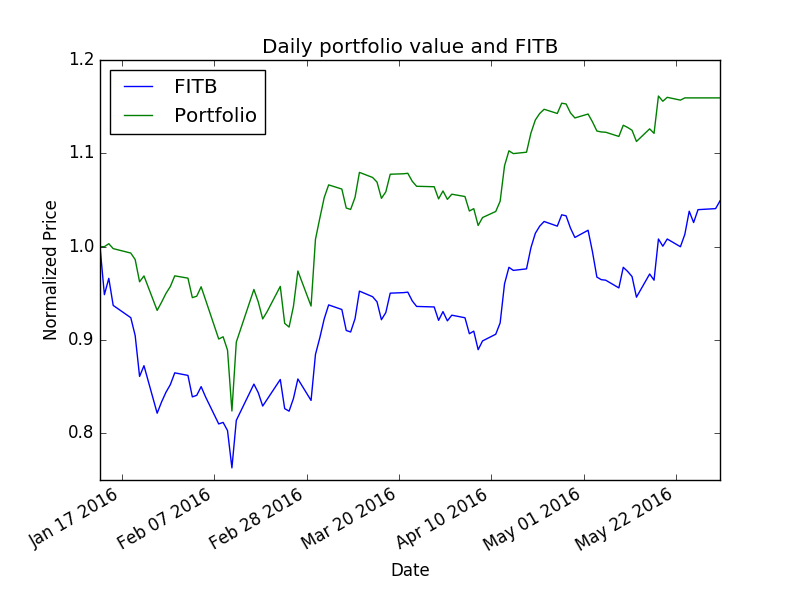 Daily portfolio value and FITB
FITB
Portfolio
1.2
1.1
1.0
0.9
0.8
Normalized Price
Jan 17 2016
Feb 07 2016
Feb 28 2016
Mar 20 2016
Apr 10 2016
May 01 2016
May 22 2016
Date